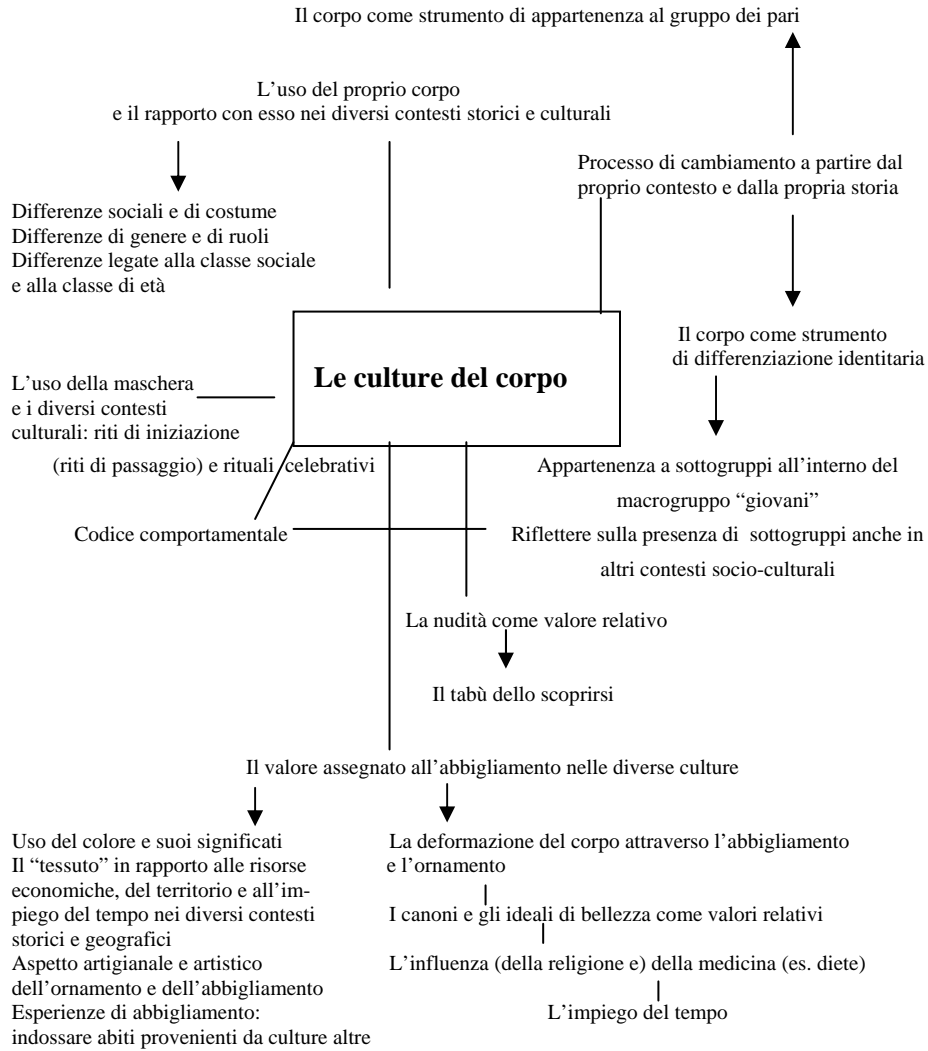 Il corpo come strumento di appartenenza al gruppo dei pari
L'uso del proprio corpo
e il rapporto con esso nei diversi contesti storici e culturali
Processo di cambiamento a partire dal
proprio contesto e dalla propria storia
Differenze sociali e di costume
Differenze di genere e di ruoli
Differenze legate alla classe sociale
e alla classe di età
Il corpo come strumento
di differenziazione identitaria
Le culture del corpo
L'uso della maschera
e i diversi contesti
culturali: riti di iniziazione
(riti di passaggio) e rituali celebrativi
Appartenenza a sottogruppi all'interno del
macrogruppo “giovani”
Codice comportamentale
Riflettere sulla presenza di sottogruppi anche in
altri contesti socio-culturali
La nudità come valore relativo
Il tabù dello scoprirsi
Il valore assegnato all'abbigliamento nelle diverse culture
Uso del colore e suoi significati
Il “tessuto” in rapporto alle risorse
economiche, del territorio e all'im-
piego del tempo nei diversi contesti
storici e geografici
Aspetto artigianale e artistico
dell'ornamento e dell'abbigliamento
Esperienze di abbigliamento:
indossare abiti provenienti da culture altre
La deformazione del corpo attraverso l'abbigliamento
e l'ornamento
I canoni e gli ideali di bellezza come valori relativi
L'influenza (della religione e) della medicina (es. diete)
L'impiego del tempo